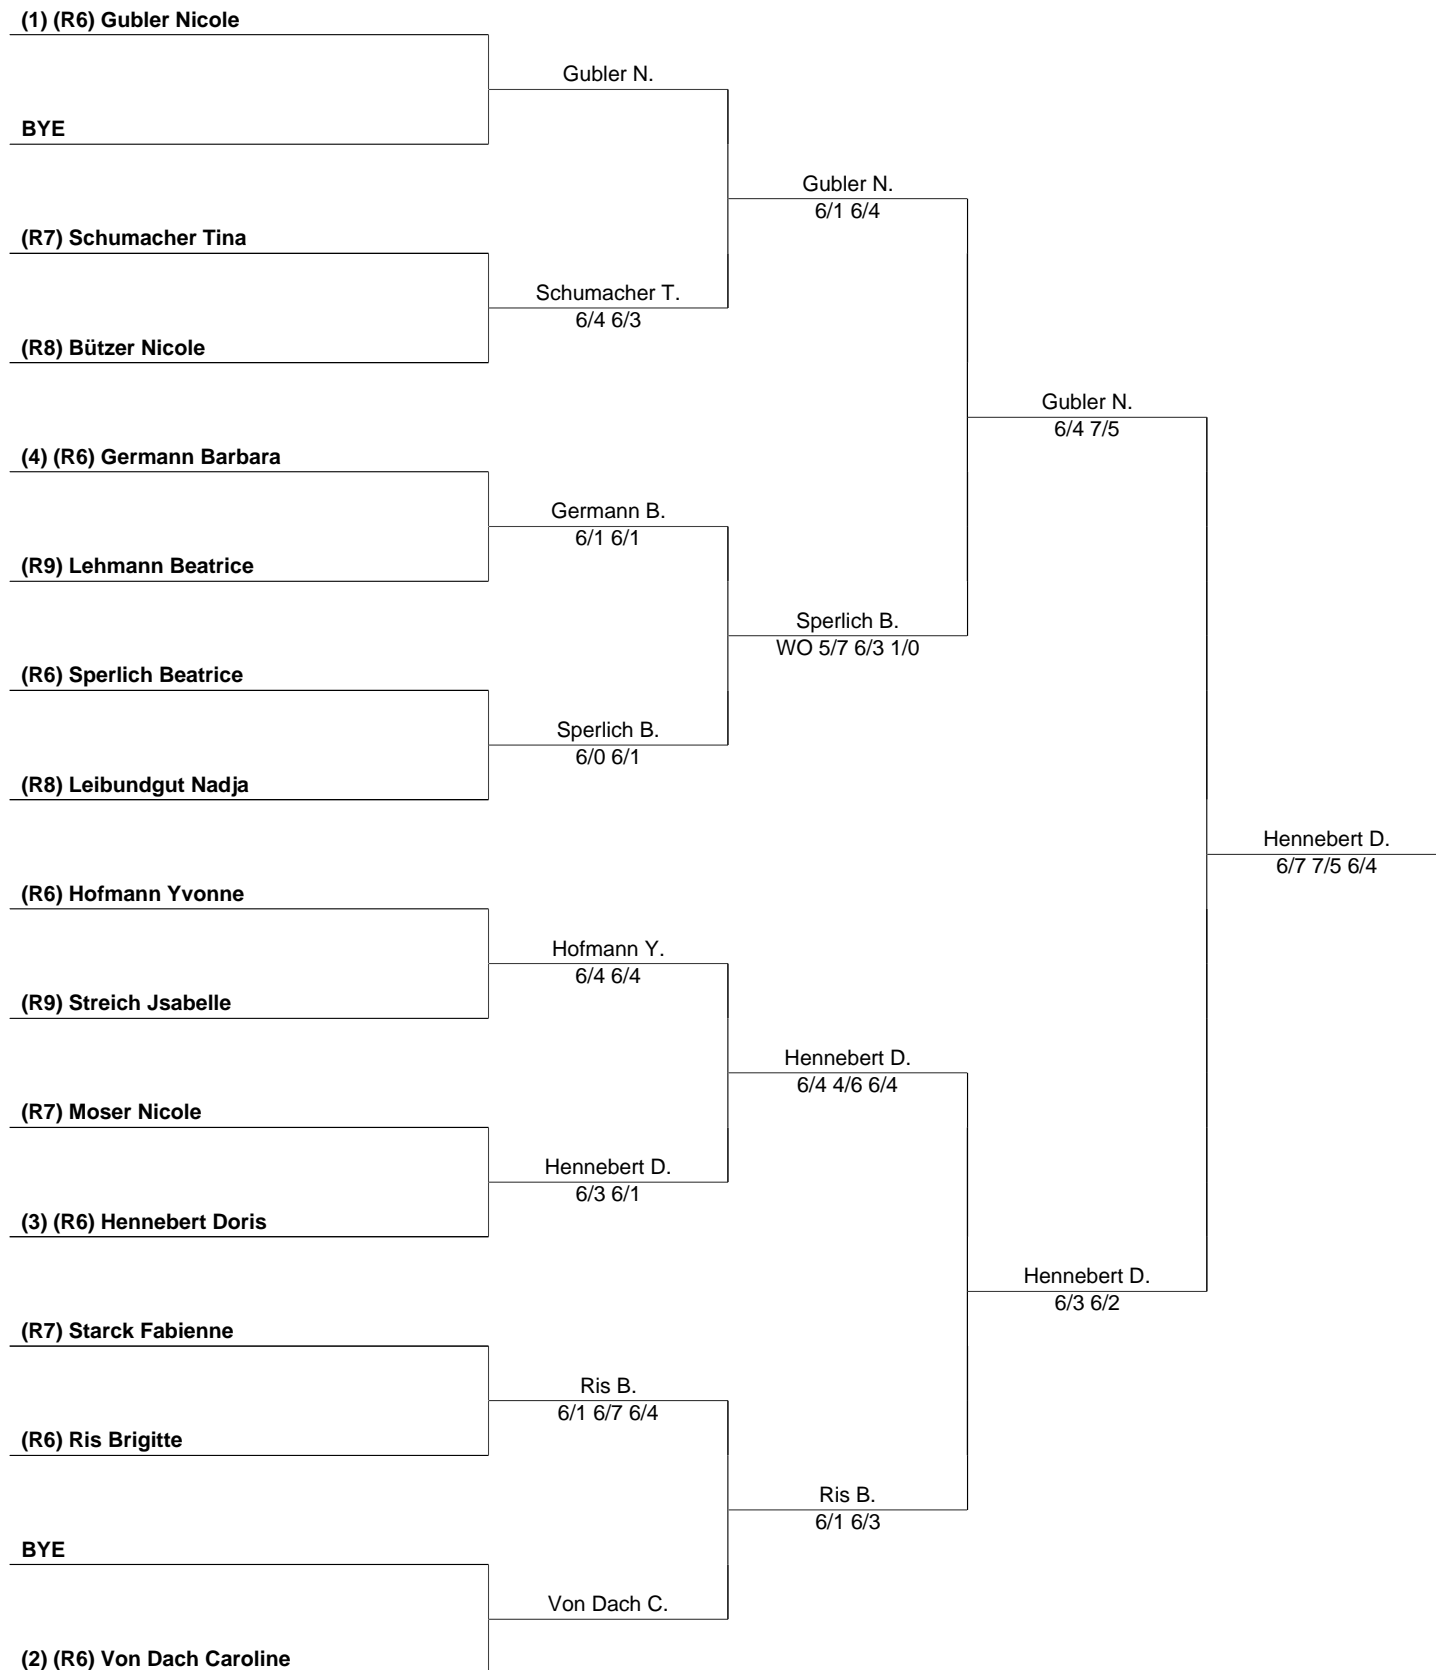 (1) (R6) Gubler Nicole
Gubler N.
BYE
Gubler N.
6/1 6/4
(R7) Schumacher Tina
Schumacher T.
6/4 6/3
(R8) Bützer Nicole
Gubler N.
6/4 7/5
(4) (R6) Germann Barbara
Germann B.
6/1 6/1
(R9) Lehmann Beatrice
Sperlich B.
WO 5/7 6/3 1/0
(R6) Sperlich Beatrice
Sperlich B.
6/0 6/1
(R8) Leibundgut Nadja
Hennebert D.
6/7 7/5 6/4
(R6) Hofmann Yvonne
Hofmann Y.
6/4 6/4
(R9) Streich Jsabelle
Hennebert D.
6/4 4/6 6/4
(R7) Moser Nicole
Hennebert D.
6/3 6/1
(3) (R6) Hennebert Doris
Hennebert D.
6/3 6/2
(R7) Starck Fabienne
Ris B.
6/1 6/7 6/4
(R6) Ris Brigitte
Ris B.
6/1 6/3
BYE
Von Dach C.
(2) (R6) Von Dach Caroline